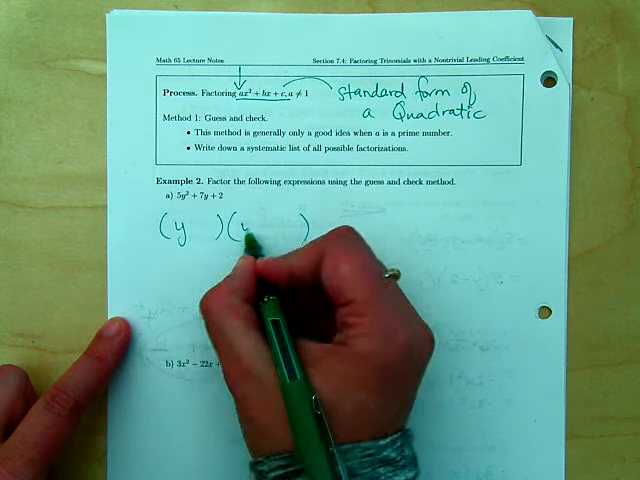 Math 65 Lecture Notes
Section 7.4: Factoring Trinomials with a Nontrivial Leading Coefficient
Process. Factoring ax² + bx + c, a ≠ 1
standard form of
a Quadratic
Method 1: Guess and check.
• This method is generally only a good idea when a is a prime number.
• Write down a systematic list of all possible factorizations.
Example 2. Factor the following expressions using the guess and check method.
a) 5y² + 7y + 2
(y )(y )
b) 3x² − 22x +